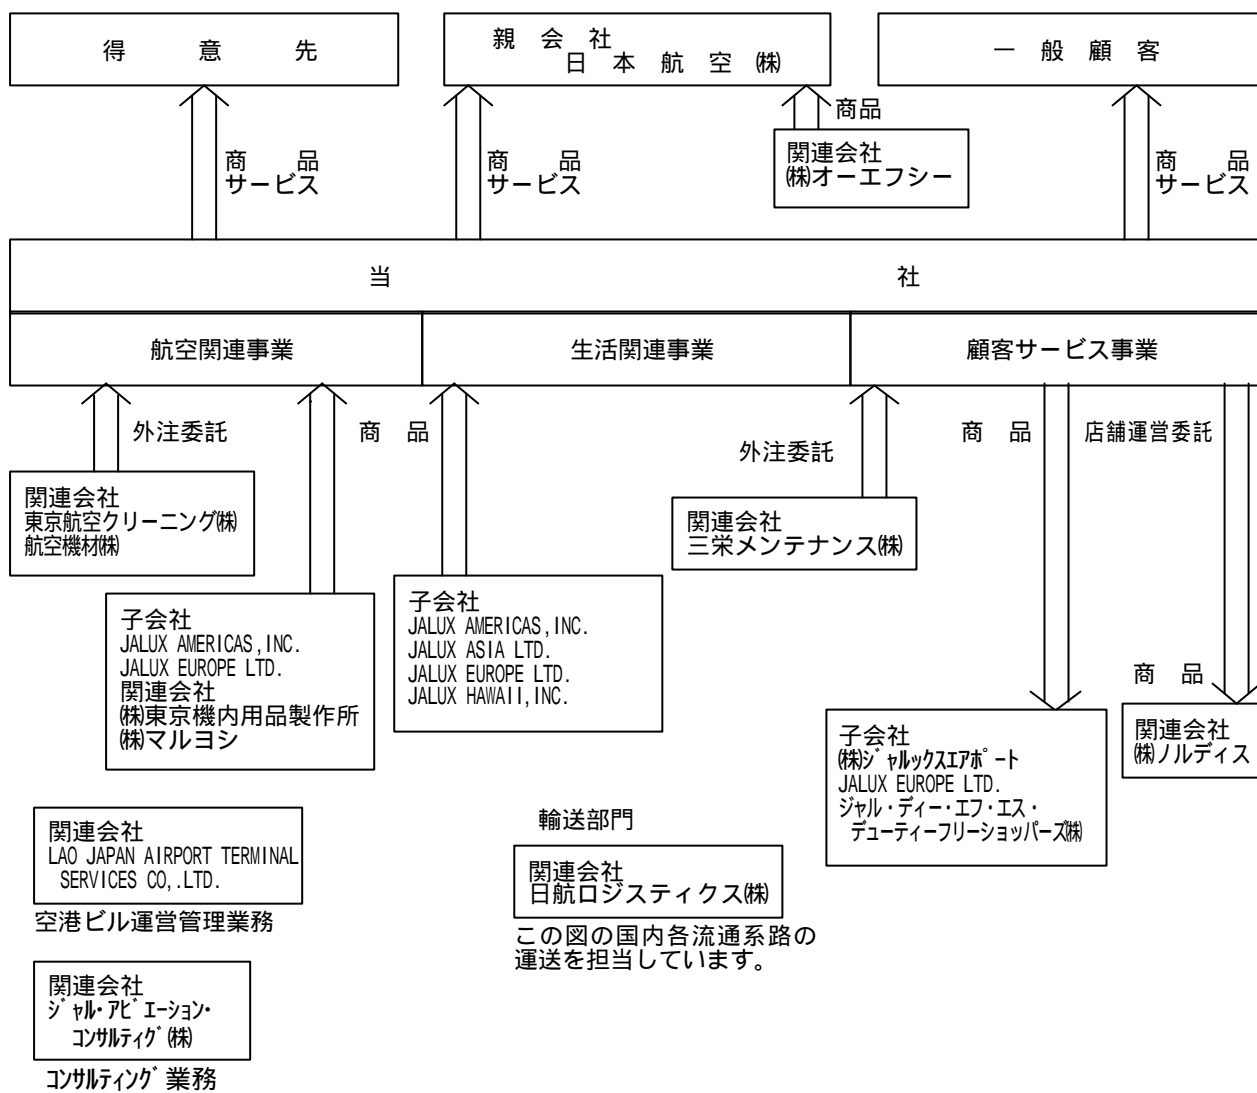 得意先
親会社
日本航空㈱
一般顧客
商品
サービス
商品
サービス
商品
関連会社
㈱オーエフシー
商品
サービス
当社
航空関連事業
生活関連事業
顧客サービス事業
外注委託
商品
外注委託
商品
店舗運営委託
関連会社
東京航空クリーニング㈱
航空機材㈱
関連会社
三栄メンテナンス㈱
子会社
JALUX AMERICAS,INC.
JALUX EUROPE LTD.
関連会社
㈱東京機内用品製作所
㈱マルヨシ
子会社
JALUX AMERICAS,INC.
JALUX ASIA LTD.
JALUX EUROPE LTD.
JALUX HAWAII,INC.
商品
子会社
㈱ジャルックスエアポート
JALUX EUROPE LTD.
ジャル・ディー・エフ・エス・
デューティーフリーショッパーズ㈱
関連会社
㈱ノルディス
関連会社
LAO JAPAN AIRPORT TERMINAL
SERVICES CO,.LTD.
空港ビル運営管理業務
輸送部門
関連会社
日航ロジスティクス㈱
この図の国内各流通系路の
運送を担当しています。
関連会社
ジャル・アビエーション・
コンサルティグ㈱
コンサルティング業務